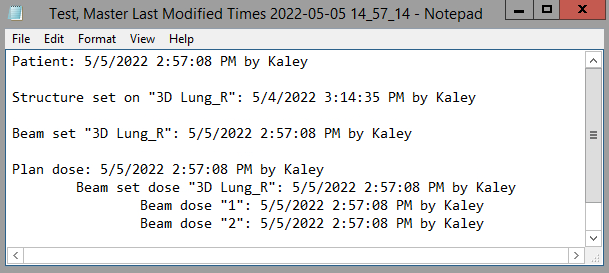 Test, Master Last Modified Times 2022-05-05 14_57_14 - Notepad
File Edit Format View Help
Patient: 5/5/2022 2:57:08 PM by Kaley
Structure set on "3D Lung_R": 5/4/2022 3:14:35 PM by Kaley
Beam set "3D Lung_R": 5/5/2022 2:57:08 PM by Kaley
Plan dose: 5/5/2022 2:57:08 PM by Kaley
Beam set dose "3D Lung_R": 5/5/2022 2:57:08 PM by Kaley
Beam dose "1": 5/5/2022 2:57:08 PM by Kaley
Beam dose "2": 5/5/2022 2:57:08 PM by Kaley